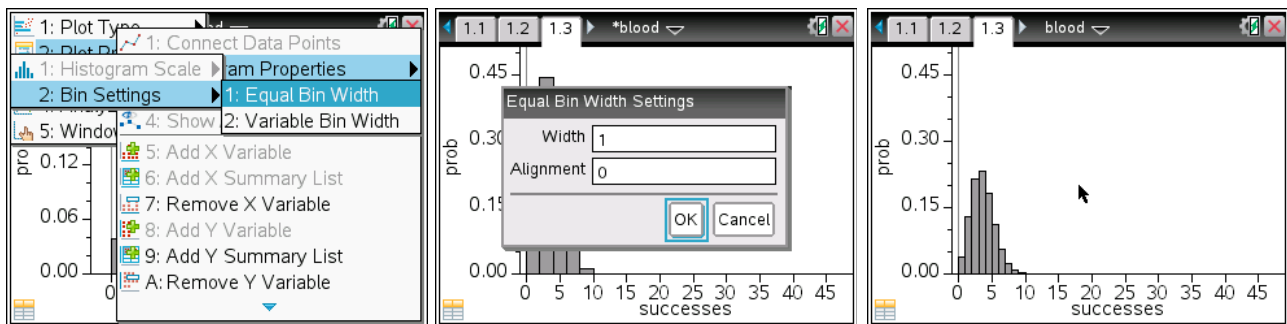 1: Plot Ty
1: Connect Data Points
1: Histogram Scale
am Properties
2: Bin Settings
1: Equal Bin Width
5: Windo
4: Show
2: Variable Bin Width
5: Add X Variable
6: Add X Summary List
7: Remove X Variable
8: Add Y Variable
9: Add Y Summary List
A: Remove Y Variable
0.12
0.06
0.00
0
1.1 1.2 1.3 *blood
0.45
prob
0.30
0.15
0.00
Equal Bin Width Settings
Width 1
Alignment 0
OK Cancel
0 5 10 15 20 25 30 35 40 45
successes
1.1 1.2 1.3 blood
0.45
0.30
prob
0.15
0.00
0 5 10 15 20 25 30 35 40 45
successes